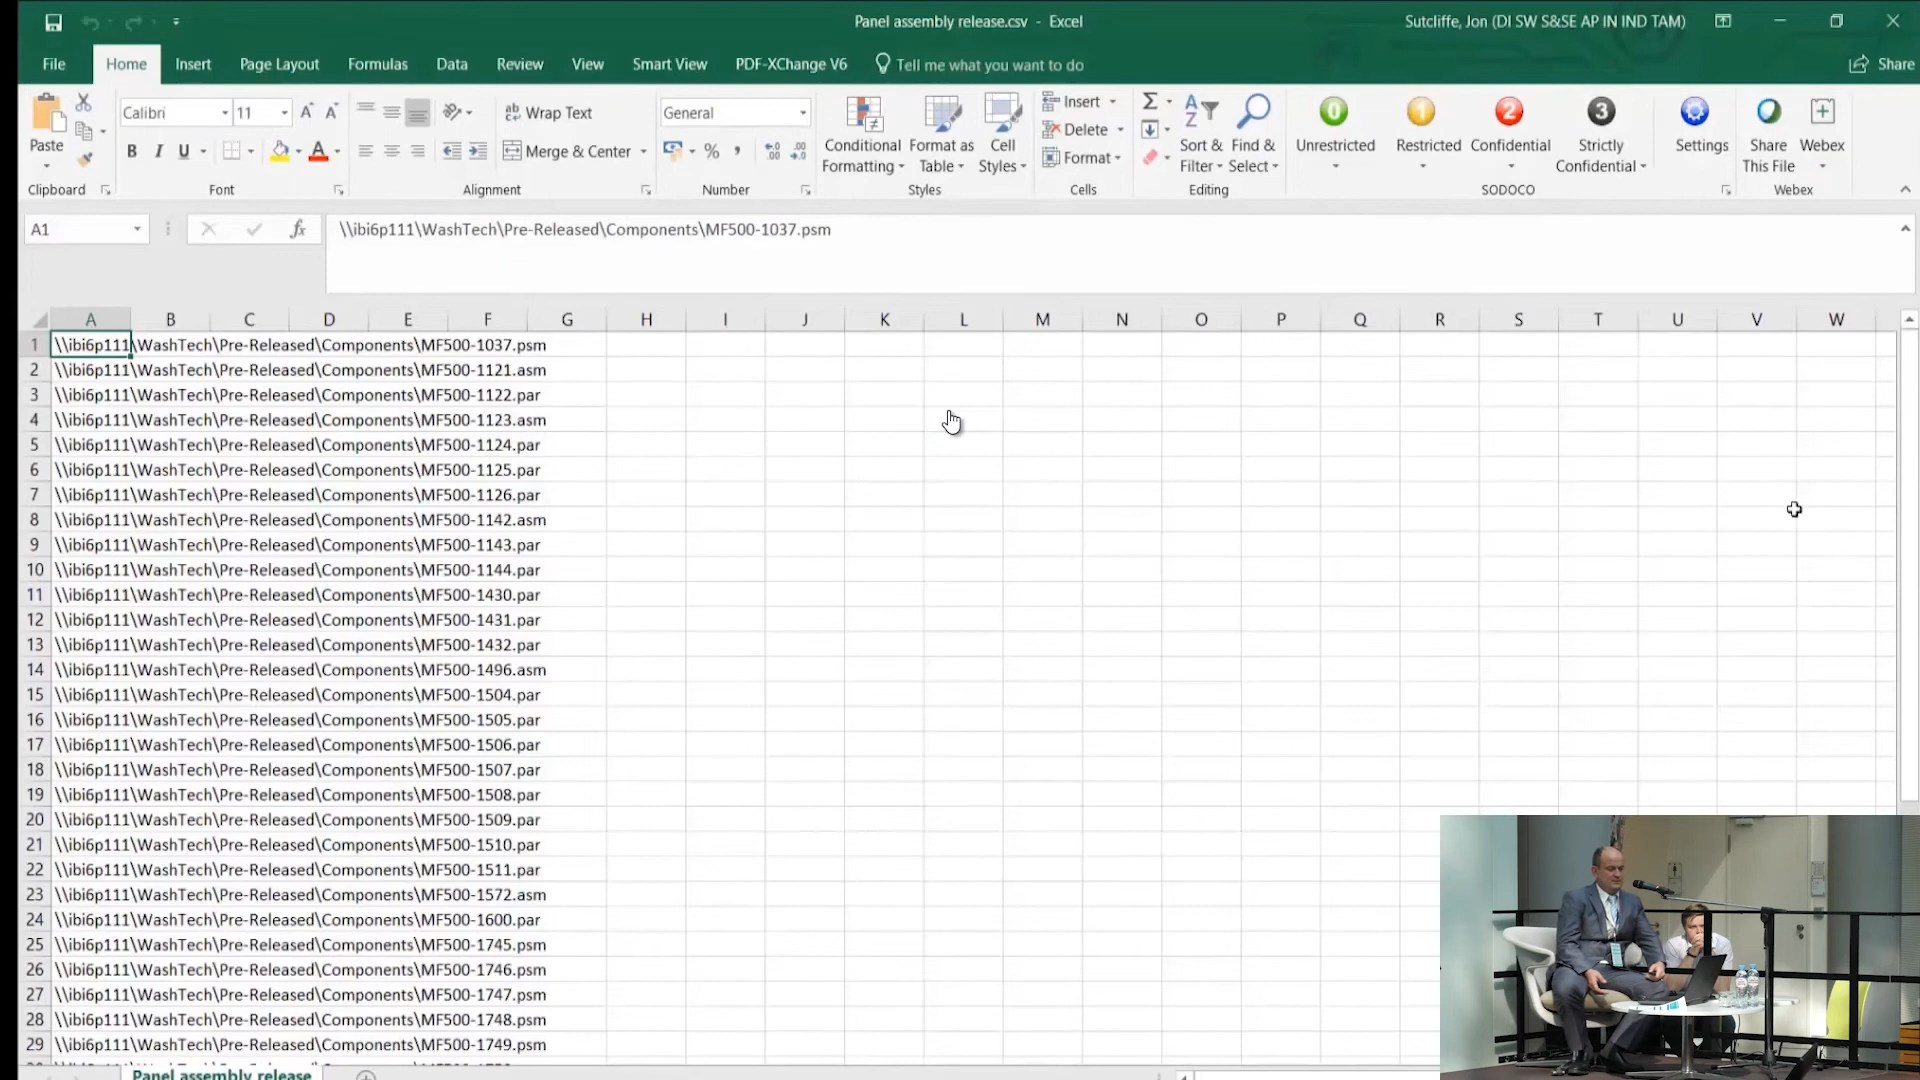 Panel assembly release.csv - Excel
Sutcliffe, Jon (DI SW S&SE AP IN IND TAM)
File Home Insert Page Layout Formulas Data Review View Smart View PDF-XChange V6 Tell me what you want to do Share
Paste
Clipboard
Calibri 11
B I U A
Font
Wrap Text
Merge & Center
Alignment
General
%
Number
Conditional Formatting
Format as Table
Cell Styles
Styles
Insert
Delete
Format
Cells
Sort & Filter
Find & Select
Editing
0 Unrestricted
1 Restricted
2 Confidential
3 Strictly Confidential
Settings
SODOCO
Share This File
Webex
Webex
A1 fx \\ibi6p111\WashTech\Pre-Released\Components\MF500-1037.psm
A B C D E F G H I J K L M N O P Q R S T U V W
1 \\ibi6p111\WashTech\Pre-Released\Components\MF500-1037.psm
2 \\ibi6p111\WashTech\Pre-Released\Components\MF500-1121.asm
3 \\ibi6p111\WashTech\Pre-Released\Components\MF500-1122.par
4 \\ibi6p111\WashTech\Pre-Released\Components\MF500-1123.asm
5 \\ibi6p111\WashTech\Pre-Released\Components\MF500-1124.par
6 \\ibi6p111\WashTech\Pre-Released\Components\MF500-1125.par
7 \\ibi6p111\WashTech\Pre-Released\Components\MF500-1126.par
8 \\ibi6p111\WashTech\Pre-Released\Components\MF500-1142.asm
9 \\ibi6p111\WashTech\Pre-Released\Components\MF500-1143.par
10 \\ibi6p111\WashTech\Pre-Released\Components\MF500-1144.par
11 \\ibi6p111\WashTech\Pre-Released\Components\MF500-1430.par
12 \\ibi6p111\WashTech\Pre-Released\Components\MF500-1431.par
13 \\ibi6p111\WashTech\Pre-Released\Components\MF500-1432.par
14 \\ibi6p111\WashTech\Pre-Released\Components\MF500-1496.asm
15 \\ibi6p111\WashTech\Pre-Released\Components\MF500-1504.par
16 \\ibi6p111\WashTech\Pre-Released\Components\MF500-1505.par
17 \\ibi6p111\WashTech\Pre-Released\Components\MF500-1506.par
18 \\ibi6p111\WashTech\Pre-Released\Components\MF500-1507.par
19 \\ibi6p111\WashTech\Pre-Released\Components\MF500-1508.par
20 \\ibi6p111\WashTech\Pre-Released\Components\MF500-1509.par
21 \\ibi6p111\WashTech\Pre-Released\Components\MF500-1510.par
22 \\ibi6p111\WashTech\Pre-Released\Components\MF500-1511.par
23 \\ibi6p111\WashTech\Pre-Released\Components\MF500-1572.asm
24 \\ibi6p111\WashTech\Pre-Released\Components\MF500-1600.par
25 \\ibi6p111\WashTech\Pre-Released\Components\MF500-1745.psm
26 \\ibi6p111\WashTech\Pre-Released\Components\MF500-1746.psm
27 \\ibi6p111\WashTech\Pre-Released\Components\MF500-1747.psm
28 \\ibi6p111\WashTech\Pre-Released\Components\MF500-1748.psm
29 \\ibi6p111\WashTech\Pre-Released\Components\MF500-1749.psm
Panel assembly release